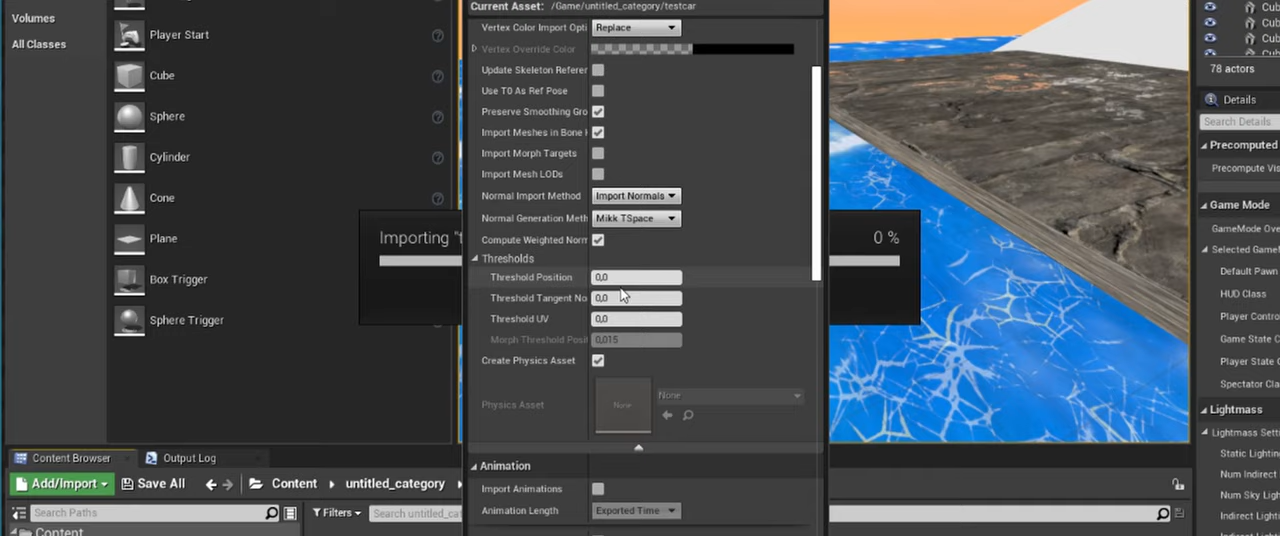 Volumes
All Classes
Player Start
Cube
Sphere
Cylinder
Cone
Plane
Box Trigger
Sphere Trigger
Current Asset: /Game/untitled_category/testcar
Vertex Color Import Opti
Replace
Vertex Override Color
Update Skeleton Referer
Use T0 As Ref Pose
Preserve Smoothing Gro
Import Meshes in Bone
Import Morph Targets
Import Mesh LODs
Normal Import Method
Import Normals
Normal Generation Meth
Mikk TSpace
Compute Weighted Norm
Thresholds
Threshold Position
0,0
Threshold Tangent No
0,0
Threshold UV
0,0
Morph Threshold Posit
0,015
Create Physics Asset
Physics Asset
None
None
Animation
Import Animations
Animation Length
Exported Time
Importing "t
0 %
Content Browser
Output Log
Add/Import
Save All
Content
untitled_category
Search Paths
Filters
Search untitled_cat
Content
Cub
Cub
Cub
78 actors
Details
Search Details
Precomputed
Precompute Vis
Game Mode
GameMode Ove
Selected GameM
Default Pawn
HUD Class
Player Contro
Game State C
Player State C
Spectator Cla
Lightmass
Lightmass Setti
Static Lighting
Num Indirect
Num Sky Ligh
Indirect Lighti